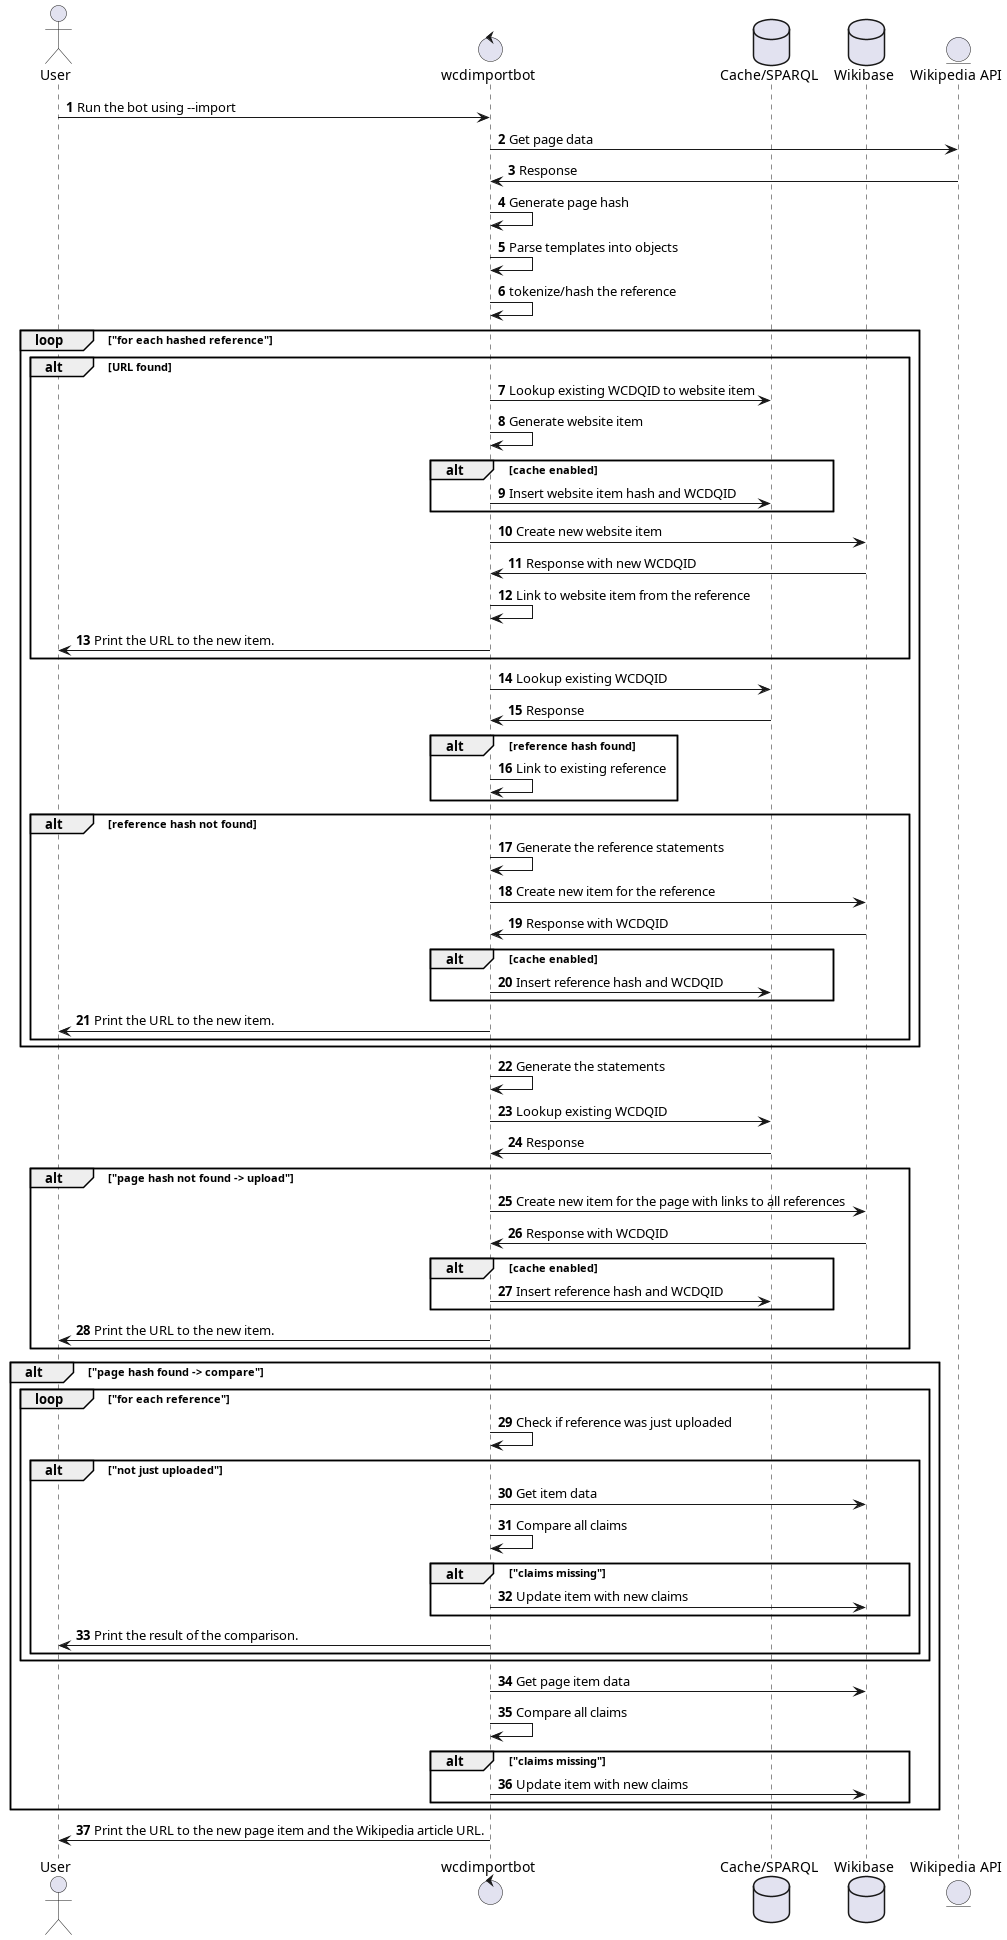 User
wcdimportbot
Cache/SPARQL
Wikibase
Wikipedia API
1 Run the bot using --import
2 Get page data
3 Response
4 Generate page hash
5 Parse templates into objects
6 tokenize/hash the reference
loop ["for each hashed reference"]
alt [URL found]
7 Lookup existing WCDQID to website item
8 Generate website item
alt [cache enabled]
9 Insert website item hash and WCDQID
10 Create new website item
11 Response with new WCDQID
12 Link to website item from the reference
13 Print the URL to the new item.
14 Lookup existing WCDQID
15 Response
alt [reference hash found]
16 Link to existing reference
alt [reference hash not found]
17 Generate the reference statements
18 Create new item for the reference
19 Response with WCDQID
alt [cache enabled]
20 Insert reference hash and WCDQID
21 Print the URL to the new item.
22 Generate the statements
23 Lookup existing WCDQID
24 Response
alt ["page hash not found -> upload"]
25 Create new item for the page with links to all references
26 Response with WCDQID
alt [cache enabled]
27 Insert reference hash and WCDQID
28 Print the URL to the new item.
alt ["page hash found -> compare"]
loop ["for each reference"]
29 Check if reference was just uploaded
alt ["not just uploaded"]
30 Get item data
31 Compare all claims
alt ["claims missing"]
32 Update item with new claims
33 Print the result of the comparison.
34 Get page item data
35 Compare all claims
alt ["claims missing"]
36 Update item with new claims
37 Print the URL to the new page item and the Wikipedia article URL.
User
wcdimportbot
Cache/SPARQL
Wikibase
Wikipedia API